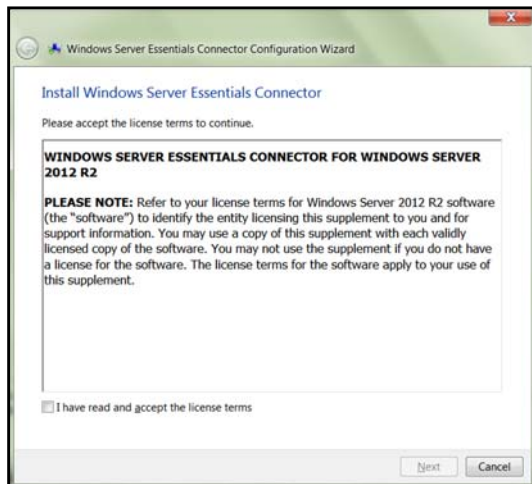 Windows Server Essentials Connector Configuration Wizard
Install Windows Server Essentials Connector
Please accept the license terms to continue.
WINDOWS SERVER ESSENTIALS CONNECTOR FOR WINDOWS SERVER
2012 R2
PLEASE NOTE: Refer to your license terms for Windows Server 2012 R2 software
(the “software”) to identify the entity licensing this supplement to you and for
support information. You may use a copy of this supplement with each validly
licensed copy of the software. You may not use the supplement if you do not have
a license for the software. The license terms for the software apply to your use of
this supplement.
I have read and accept the license terms
Next Cancel